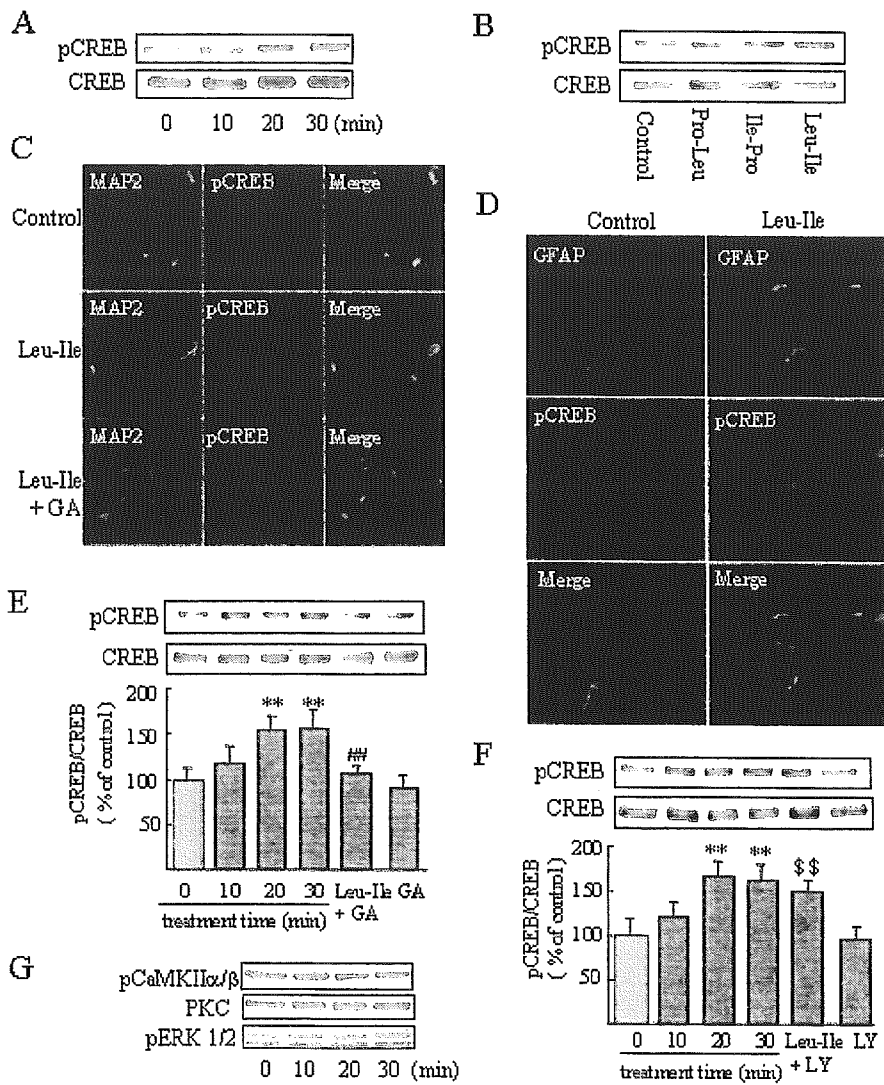 A
pCREB
CREB
0 10 20 30 (min)
B
pCREB
CREB
Control Pro-Leu Ile-Pro Leu-Ile
C
MAP2 pCREB Merge
Control
MAP2 pCREB Merge
Leu-Ile
MAP2 pCREB Merge
Leu-Ile
+ GA
D
Control Leu-Ile
GFAP GFAP
pCREB pCREB
Merge Merge
E
pCREB
CREB
pCREB/CREB
( % of control)
200
150
100
50
** ** ##
0 10 20 30 Leu-Ile GA
+ GA
treatment time (min)
F
pCREB
CREB
pCREB/CREB
( % of control)
200
150
100
50
** ** $$
0 10 20 30 Leu-Ile LY
+ LY
treatment time (min)
G
pCaMKIIα/β
PKC
pERK 1/2
0 10 20 30 (min)